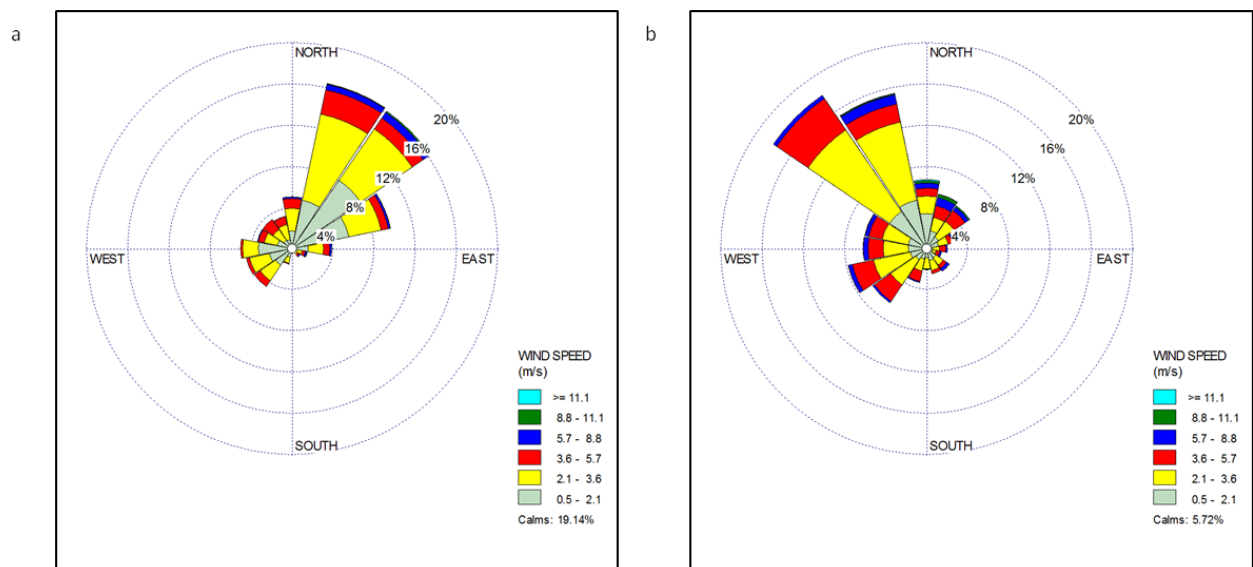 a
NORTH
20%
16%
12%
8%
4%
WEST
EAST
WIND SPEED
(m/s)
>= 11.1
8.8 - 11.1
5.7 - 8.8
3.6 - 5.7
2.1 - 3.6
0.5 - 2.1
SOUTH
Calms: 19.14%
b
NORTH
20%
16%
12%
8%
4%
WEST
EAST
WIND SPEED
(m/s)
>= 11.1
8.8 - 11.1
5.7 - 8.8
3.6 - 5.7
2.1 - 3.6
0.5 - 2.1
SOUTH
Calms: 5.72%